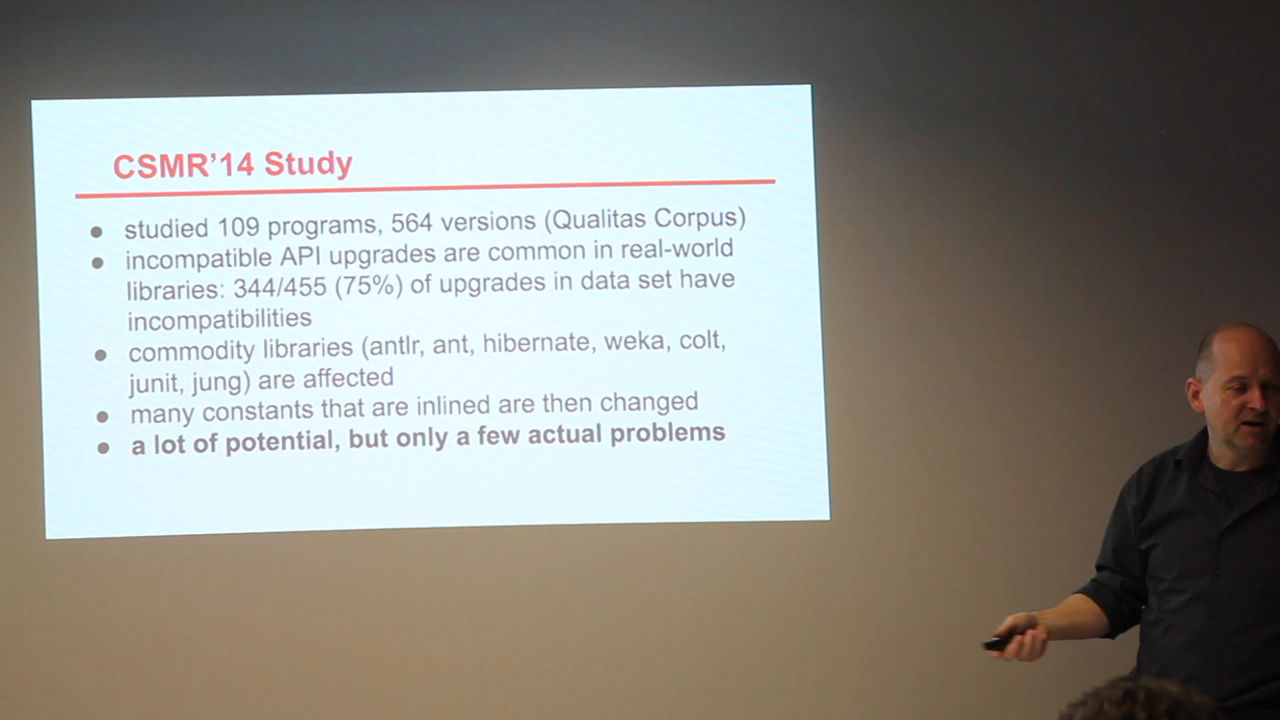 CSMR’14 Study
● studied 109 programs, 564 versions (Qualitas Corpus)
● incompatible API upgrades are common in real-world
libraries: 344/455 (75%) of upgrades in data set have
incompatibilities
● commodity libraries (antlr, ant, hibernate, weka, colt,
junit, jung) are affected
● many constants that are inlined are then changed
● a lot of potential, but only a few actual problems